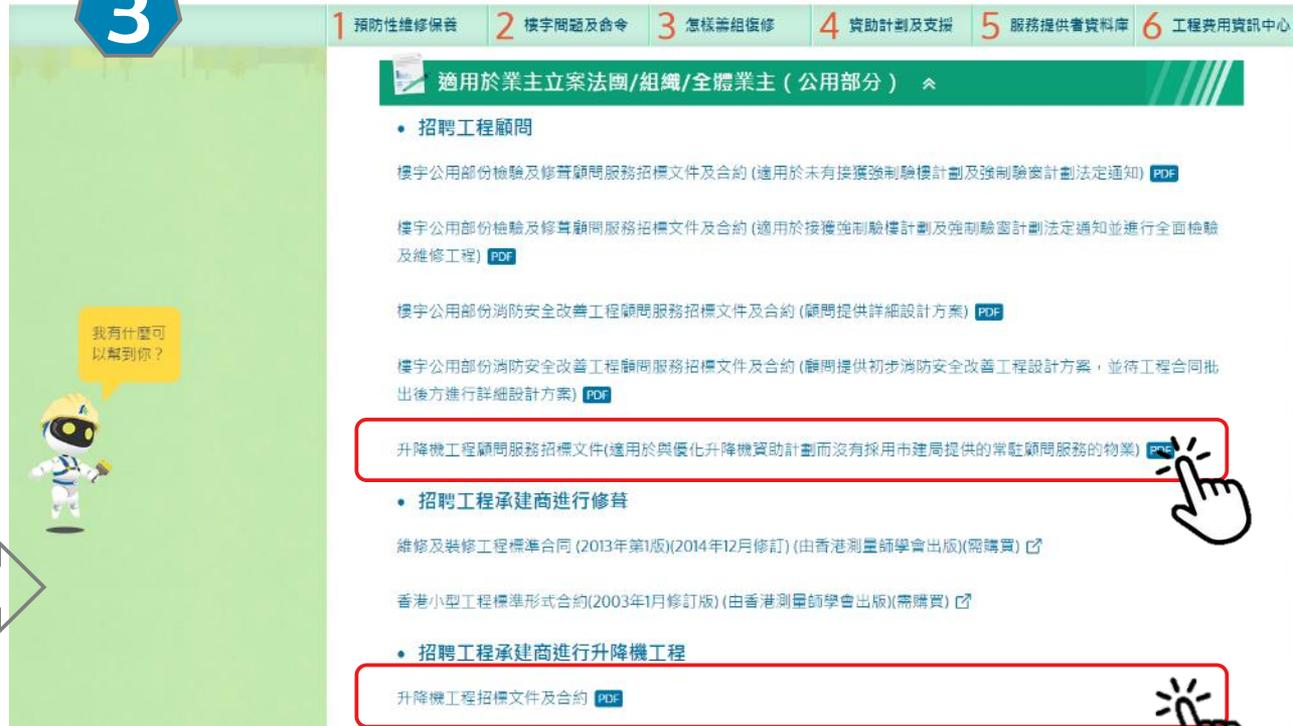 3
1 預防性維修保養 2 樓宇問題及命令 3 怎樣籌組復修 4 資助計劃及支援 5 服務提供者資料庫 6 工程費用資訊中心
適用於業主立案法團/組織/全體業主 ( 公用部分 )
• 招聘工程顧問
樓宇公用部份檢驗及修葺顧問服務招標文件及合約 (適用於未有接獲強制驗樓計劃及強制驗窗計劃法定通知) PDF
樓宇公用部份檢驗及修葺顧問服務招標文件及合約 (適用於接獲強制驗樓計劃及強制驗窗計劃法定通知並進行全面檢驗
及維修工程) PDF
樓宇公用部份消防安全改善工程顧問服務招標文件及合約 (顧問提供詳細設計方案) PDF
我有什麼可
以幫到你？
樓宇公用部份消防安全改善工程顧問服務招標文件及合約 (顧問提供初步消防安全改善工程設計方案，並待工程合同批
出後方進行詳細設計方案) PDF
升降機工程顧問服務招標文件(適用於與優化升降機資助計劃而沒有採用市建局提供的常駐顧問服務的物業) PDF
• 招聘工程承建商進行修葺
維修及裝修工程標準合同 (2013年第1版)(2014年12月修訂) (由香港測量師學會出版)(需購買)
香港小型工程標準形式合約(2003年1月修訂版) (由香港測量師學會出版)(需購買)
• 招聘工程承建商進行升降機工程
升降機工程招標文件及合約 PDF